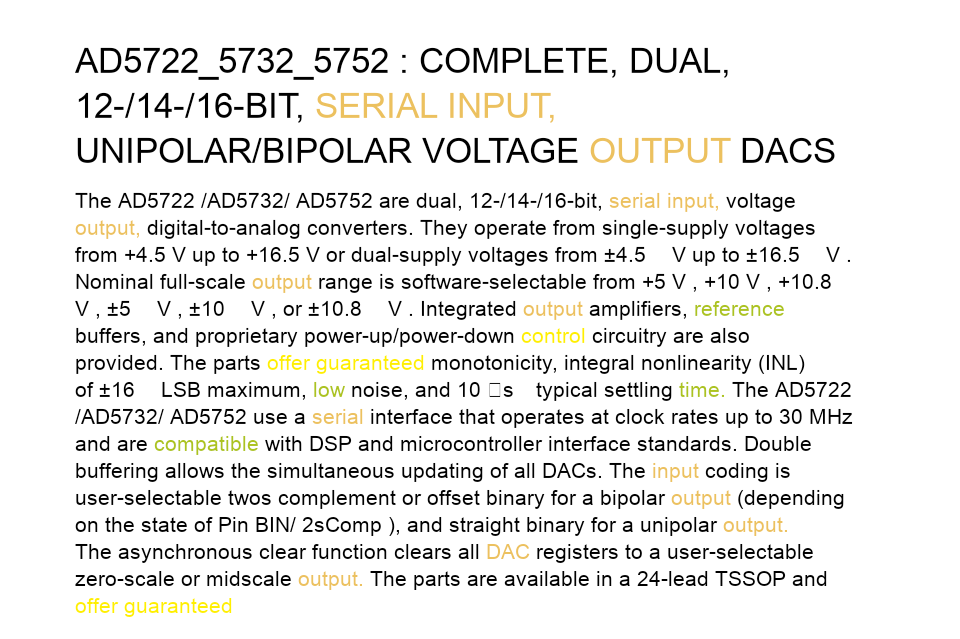 AD5722_5732_5752 : COMPLETE, DUAL,
12-/14-/16-BIT, SERIAL INPUT,
UNIPOLAR/BIPOLAR VOLTAGE OUTPUT DACS
The AD5722 /AD5732/ AD5752 are dual, 12-/14-/16-bit, serial input, voltage
output, digital-to-analog converters. They operate from single-supply voltages
from +4.5 V up to +16.5 V or dual-supply voltages from ±4.5 V up to ±16.5 V .
Nominal full-scale output range is software-selectable from +5 V , +10 V , +10.8
V , ±5 V , ±10 V , or ±10.8 V . Integrated output amplifiers, reference
buffers, and proprietary power-up/power-down control circuitry are also
provided. The parts offer guaranteed monotonicity, integral nonlinearity (INL)
of ±16 LSB maximum, low noise, and 10 □s typical settling time. The AD5722
/AD5732/ AD5752 use a serial interface that operates at clock rates up to 30 MHz
and are compatible with DSP and microcontroller interface standards. Double
buffering allows the simultaneous updating of all DACs. The input coding is
user-selectable twos complement or offset binary for a bipolar output (depending
on the state of Pin BIN/ 2sComp ), and straight binary for a unipolar output.
The asynchronous clear function clears all DAC registers to a user-selectable
zero-scale or midscale output. The parts are available in a 24-lead TSSOP and
offer guaranteed